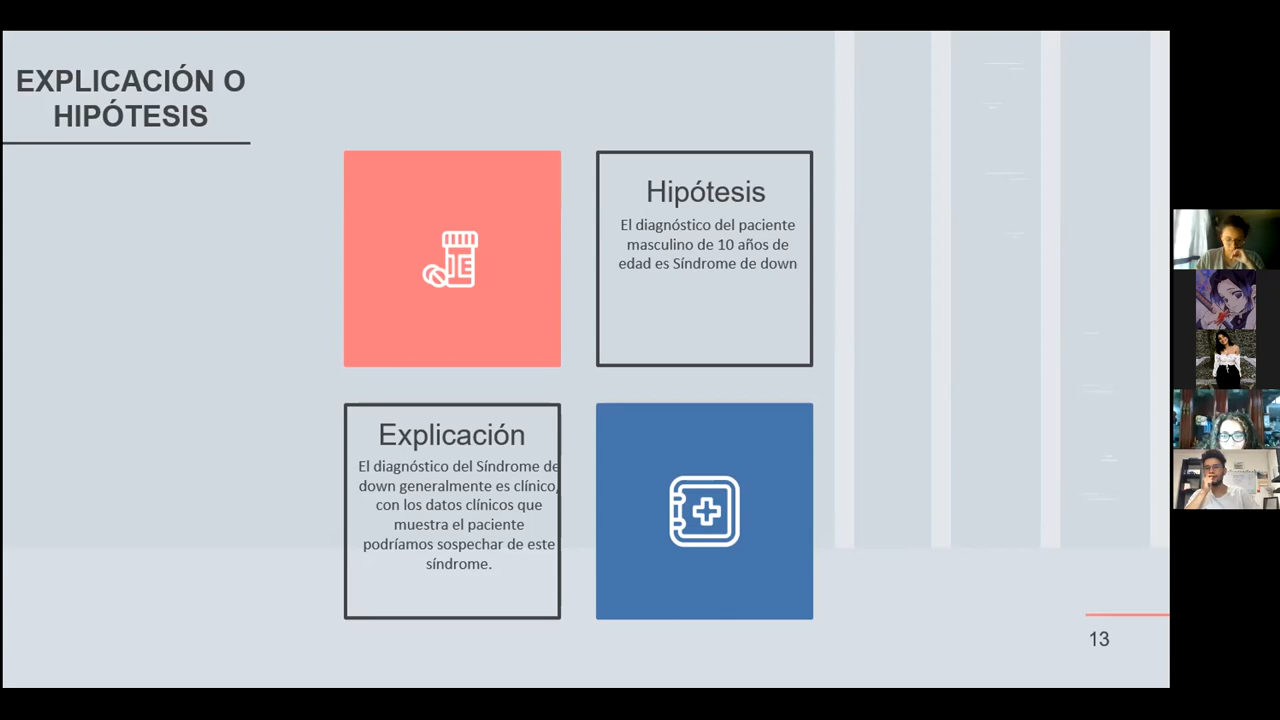 EXPLICACIÓN O
HIPÓTESIS
Hipótesis
El diagnóstico del paciente
masculino de 10 años de
edad es Síndrome de down
Explicación
El diagnóstico del Síndrome de
down generalmente es clínico,
con los datos clínicos que
muestra el paciente
podríamos sospechar de este
síndrome.
13